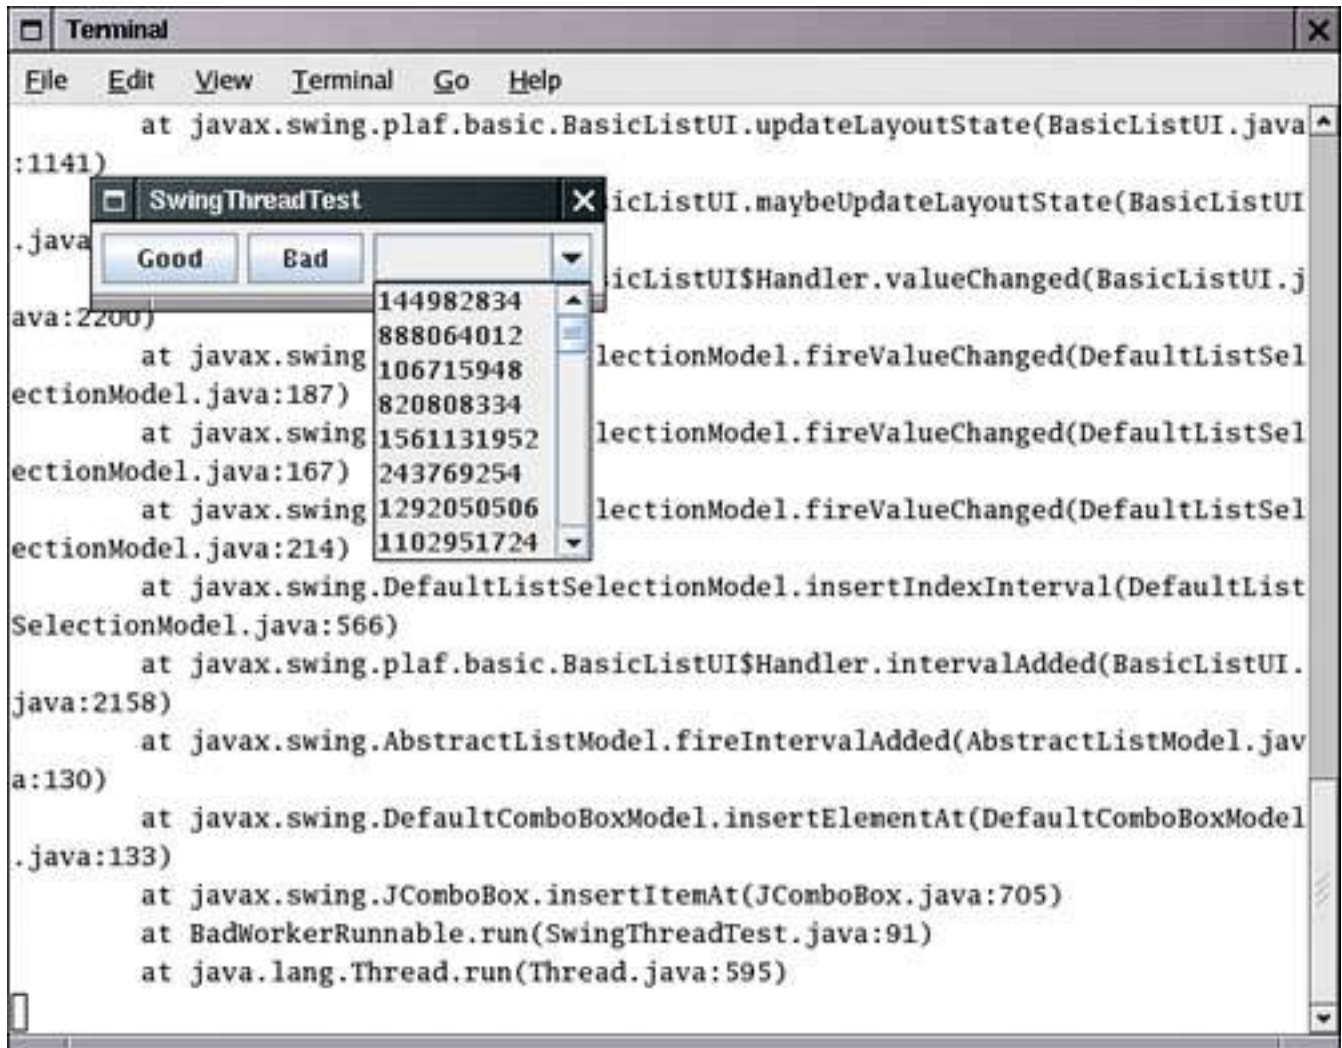 Terminal
File Edit View Terminal Go Help
at javax.swing.plaf.basic.BasicListUI.updateLayoutState(BasicListUI.java
:1141)
SwingThreadTest
icListUI.maybeUpdateLayoutState(BasicListUI
.java
Good Bad
icListUI$Handler.valueChanged(BasicListUI.j
144982834
ava:2200)
888064012
at javax.swing lectionModel.fireValueChanged(DefaultListSel
106715948
ectionModel.java:187)
820808334
at javax.swing lectionModel.fireValueChanged(DefaultListSel
1561131952
ectionModel.java:167)
243769254
at javax.swing lectionModel.fireValueChanged(DefaultListSel
1292050506
ectionModel.java:214)
1102951724
at javax.swing.DefaultListSelectionModel.insertIndexInterval(DefaultList
SelectionModel.java:566)
at javax.swing.plaf.basic.BasicListUI$Handler.intervalAdded(BasicListUI.
java:2158)
at javax.swing.AbstractListModel.fireIntervalAdded(AbstractListModel.jav
a:130)
at javax.swing.DefaultComboBoxModel.insertElementAt(DefaultComboBoxModel
.java:133)
at javax.swing.JComboBox.insertItemAt(JComboBox.java:705)
at BadWorkerRunnable.run(SwingThreadTest.java:91)
at java.lang.Thread.run(Thread.java:595)